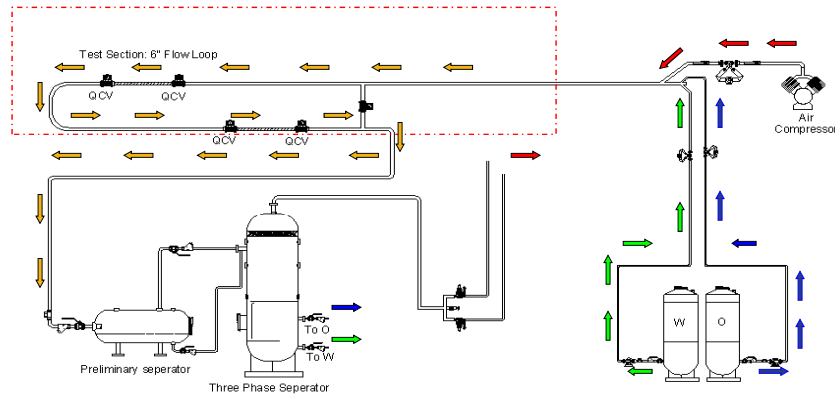 Test Section: 6" Flow Loop
QCV
QCV
QCV
QCV
Air
Compressor
W
O
To O
To W
Preliminary seperator
Three Phase Seperator